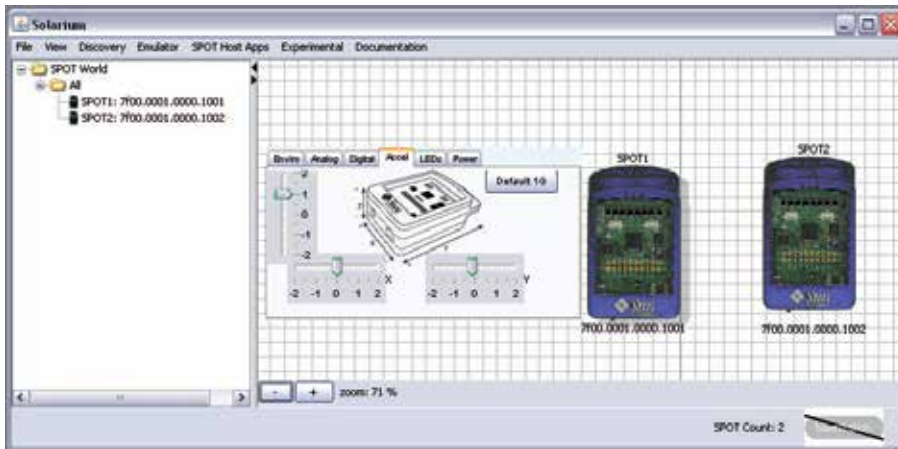 Solarium
File View Discovery Emulator SPOT Host Apps Experimental Documentation
SPOT World
All
SPOT1: 7f00.0001.0000.1001
SPOT2: 7f00.0001.0000.1002
Enviro Analog Digital Accel LEDs Power
2
1
0
-1
-2
Default 1G
X
-2 -1 0 1 2
Y
-2 -1 0 1 2
SPOT1
7f00.0001.0000.1001
SPOT2
7f00.0001.0000.1002
- + zoom: 71 %
SPOT Count: 2